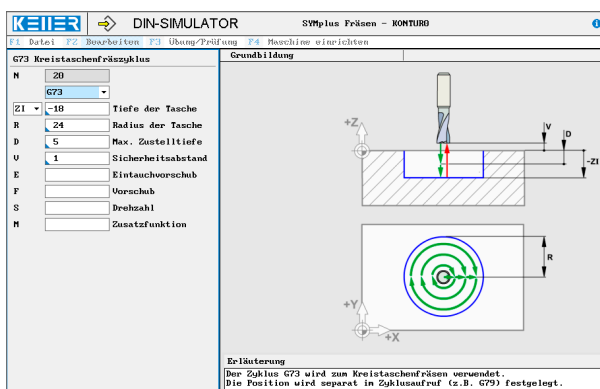 KELLER DIN-SIMULATOR SYMplus Fräsen - KONTUR0
F1 Datei F2 Bearbeiten F3 Übung/Prüfung F4 Maschine einrichten
G73 Kreistaschenfräszyklus
N 20
G73
ZI -18 Tiefe der Tasche
R 24 Radius der Tasche
D 5 Max. Zustelltiefe
V 1 Sicherheitsabstand
E Eintauchvorschub
F Vorschub
S Drehzahl
M Zusatzfunktion
Grundbildung
+Z
V
D
-ZI
R
+Y
+X
Erläuterung
Der Zyklus G73 wird zum Kreistaschenfräsen verwendet.
Die Position wird separat im Zyklusaufruf (z.B. G79) festgelegt.